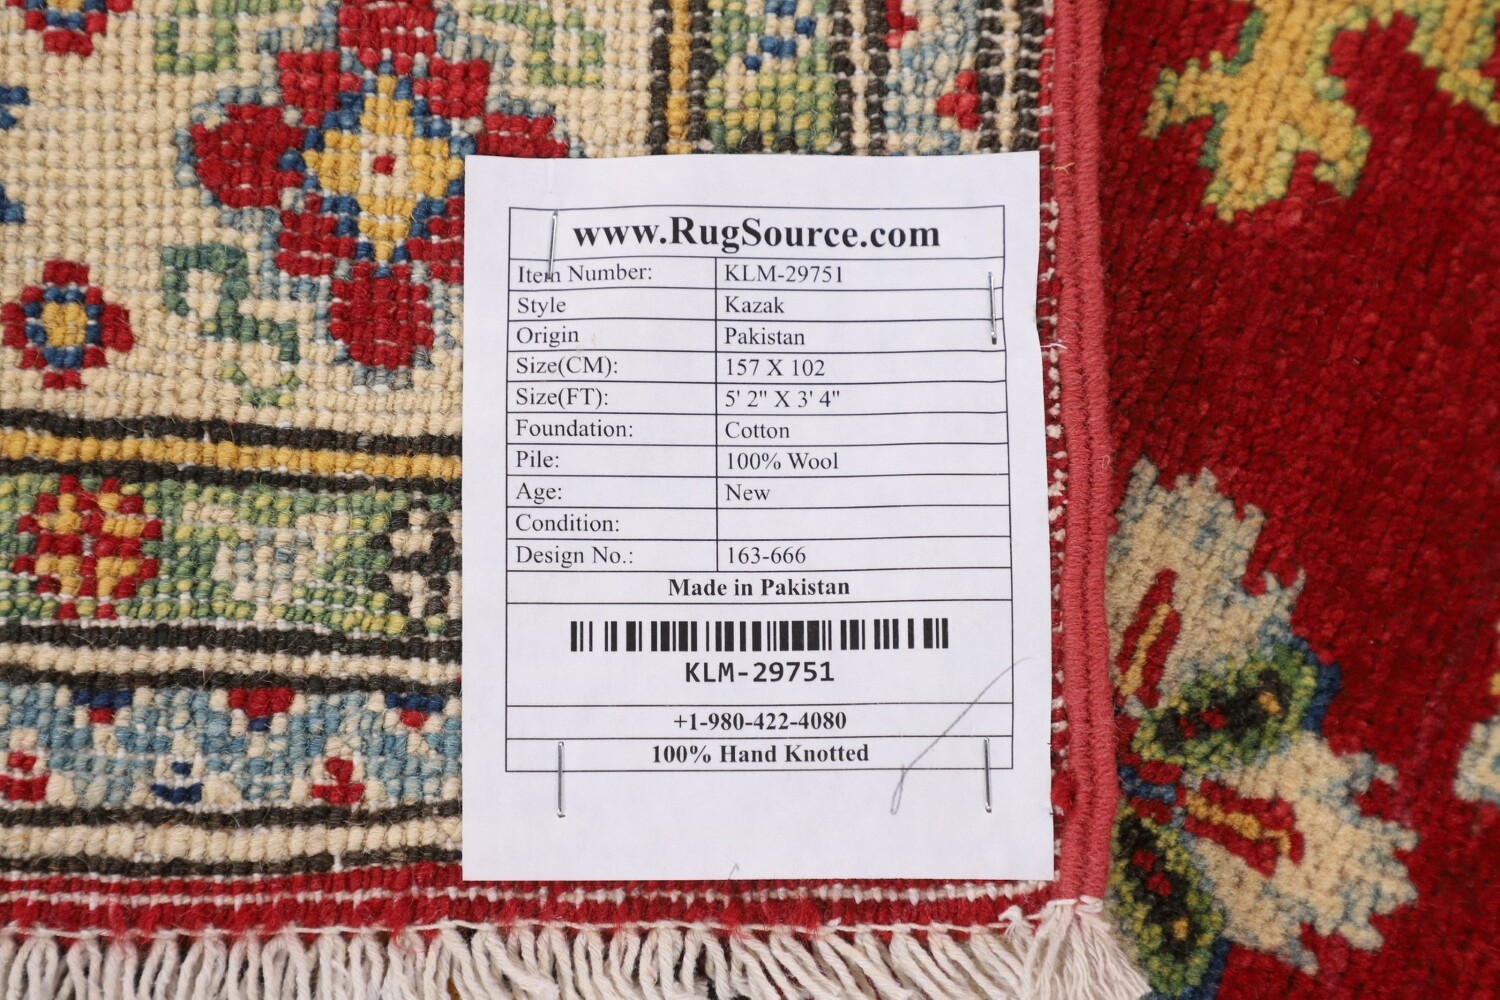 www.RugSource.com
Item Number: KLM-29751
Style Kazak
Origin Pakistan
Size(CM): 157 X 102
Size(FT): 5' 2" X 3' 4"
Foundation: Cotton
Pile: 100% Wool
Age: New
Condition:
Design No.: 163-666
Made in Pakistan
KLM-29751
+1-980-422-4080
100% Hand Knotted